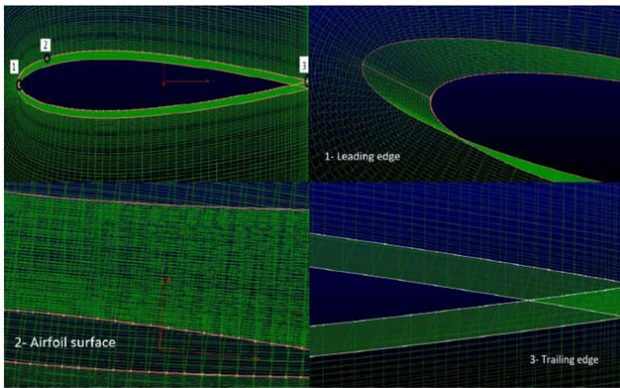 1
2
3
1- Leading edge
2- Airfoil surface
3- Trailing edge